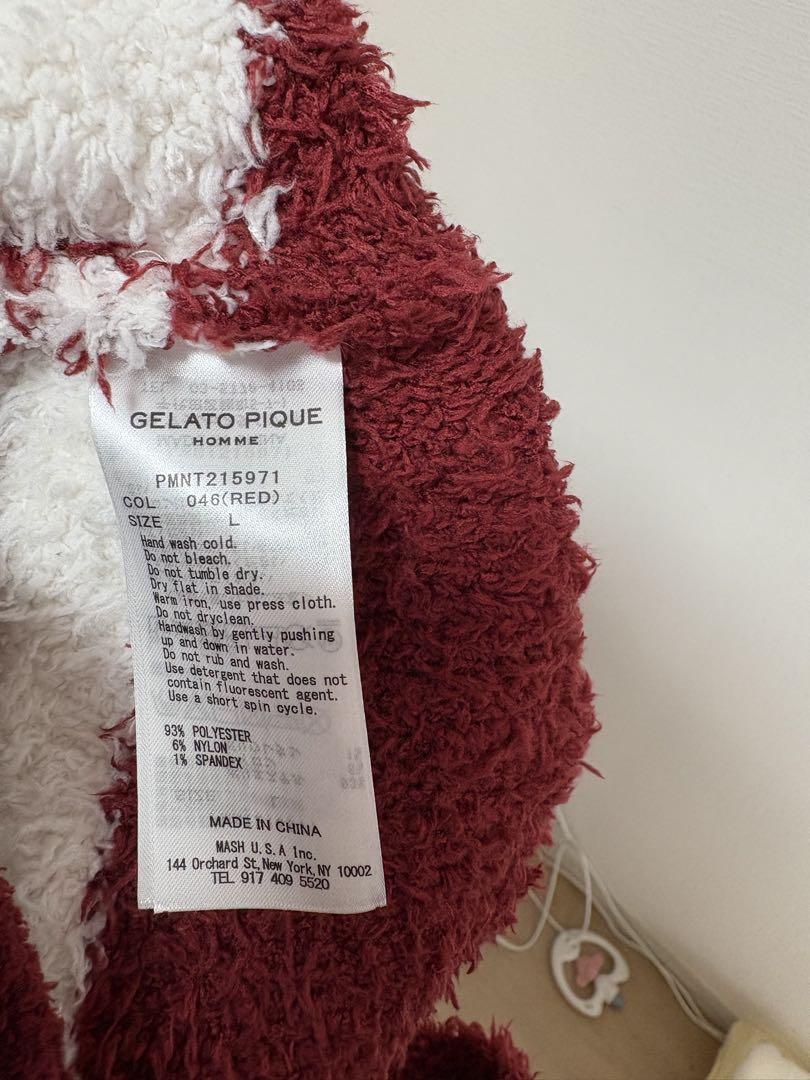 GELATO PIQUE
HOMME
PMNT215971
COL 046(RED)
SIZE L
Hand wash cold.
Do not bleach.
Do not tumble dry.
Dry flat in shade.
Warm iron, use press cloth.
Do not dryclean.
Handwash by gently pushing
up and down in water.
Do not rub and wash.
Use detergent that does not
contain fluorescent agent.
Use a short spin cycle.
93% POLYESTER
6% NYLON
1% SPANDEX
MADE IN CHINA
MASH U.S.A Inc.
144 Orchard St, New York, NY 10002
TEL 917 409 5520